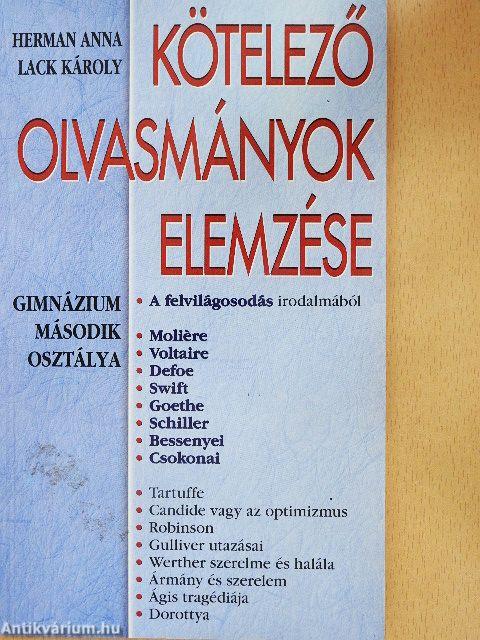 HERMAN ANNA
LACK KÁROLY
KÖTELEZŐ
OLVASMÁNYOK
ELEMZÉSE
GIMNÁZIUM
MÁSODIK
OSZTÁLYA
• A felvilágosodás irodalmából
• Molière
• Voltaire
• Defoe
• Swift
• Goethe
• Schiller
• Bessenyei
• Csokonai
• Tartuffe
• Candide vagy az optimizmus
• Robinson
• Gulliver utazásai
• Werther szerelme és halála
• Ármány és szerelem
• Ágis tragédiája
• Dorottya
Antikvárium.hu